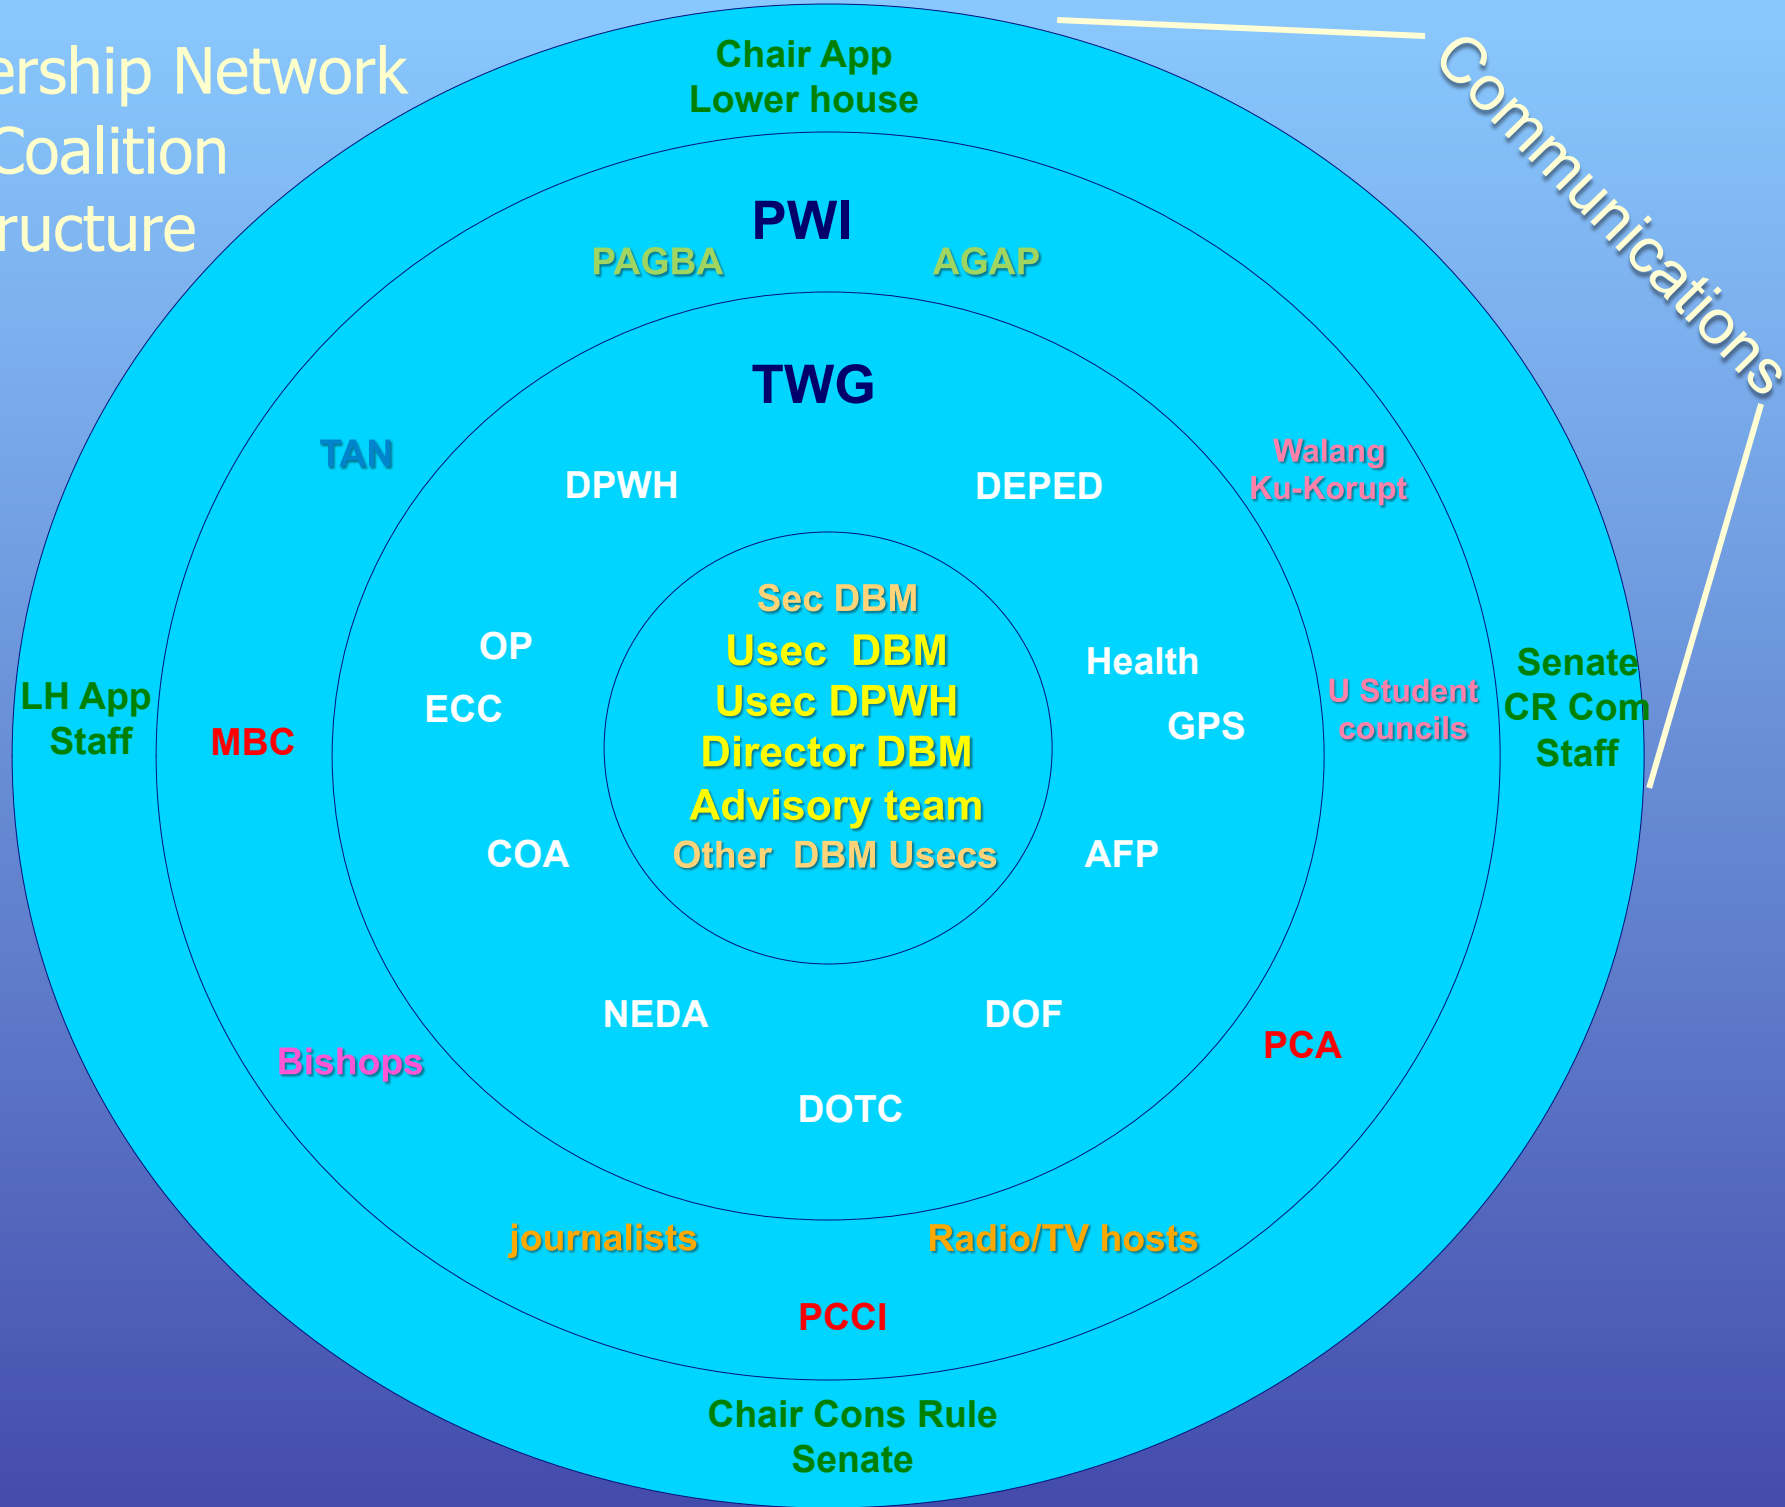 ership Network
Coalition
ructure
Communications
Chair App
Lower house
PWI
PAGBA
AGAP
TWG
TAN
Walang
Ku-Korupt
DPWH
DEPED
Sec DBM
Usec  DBM
Usec DPWH
Director DBM
Advisory team
Other  DBM Usecs
OP
ECC
Health
GPS
LH App
Staff
MBC
U Student
councils
Senate
CR Com
Staff
COA
AFP
NEDA
DOF
PCA
Bishops
DOTC
journalists
Radio/TV hosts
PCCI
Chair Cons Rule
Senate